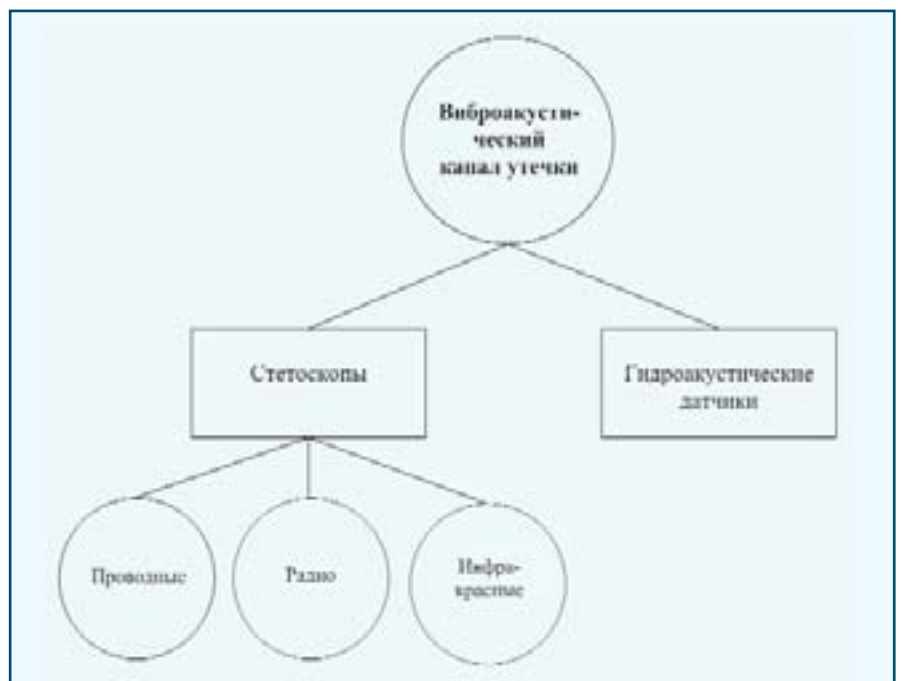 Виброакусти-
ческий
канал утечки
Стетоскопы
Гидроакустические
датчики
Проводные
Радио
Инфра-
красные